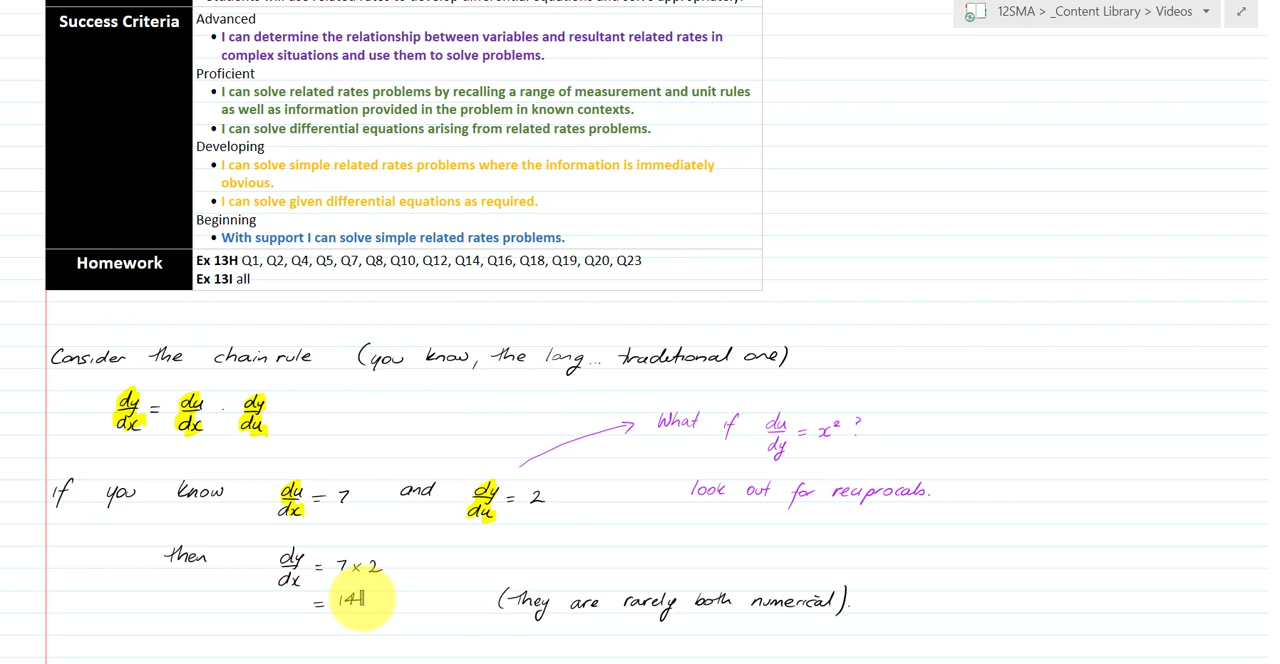 12SMA > _Content Library > Videos
Success Criteria
Advanced
• I can determine the relationship between variables and resultant related rates in
complex situations and use them to solve problems.
Proficient
• I can solve related rates problems by recalling a range of measurement and unit rules
as well as information provided in the problem in known contexts.
• I can solve differential equations arising from related rates problems.
Developing
• I can solve simple related rates problems where the information is immediately
obvious.
• I can solve given differential equations as required.
Beginning
• With support I can solve simple related rates problems.
Homework
Ex 13H Q1, Q2, Q4, Q5, Q7, Q8, Q10, Q12, Q14, Q16, Q18, Q19, Q20, Q23
Ex 13I all
Consider the chain rule (you know, the long... traditional one)
dy/dx = du/dx · dy/du
What if du/dy = x² ?
If you know du/dx = 7 and dy/du = 2
look out for reciprocals.
then dy/dx = 7 × 2
= 14
(they are rarely both numerical).